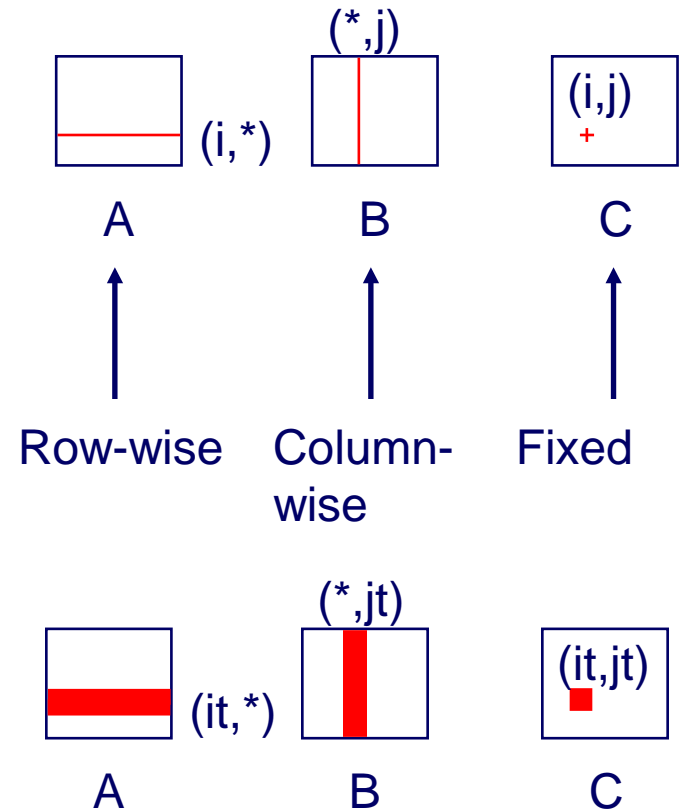 (*,j)
(i,*)
(i,j)
A B C
Row-wise Column-wise Fixed
(*,jt)
(it,*)
(it,jt)
A B C